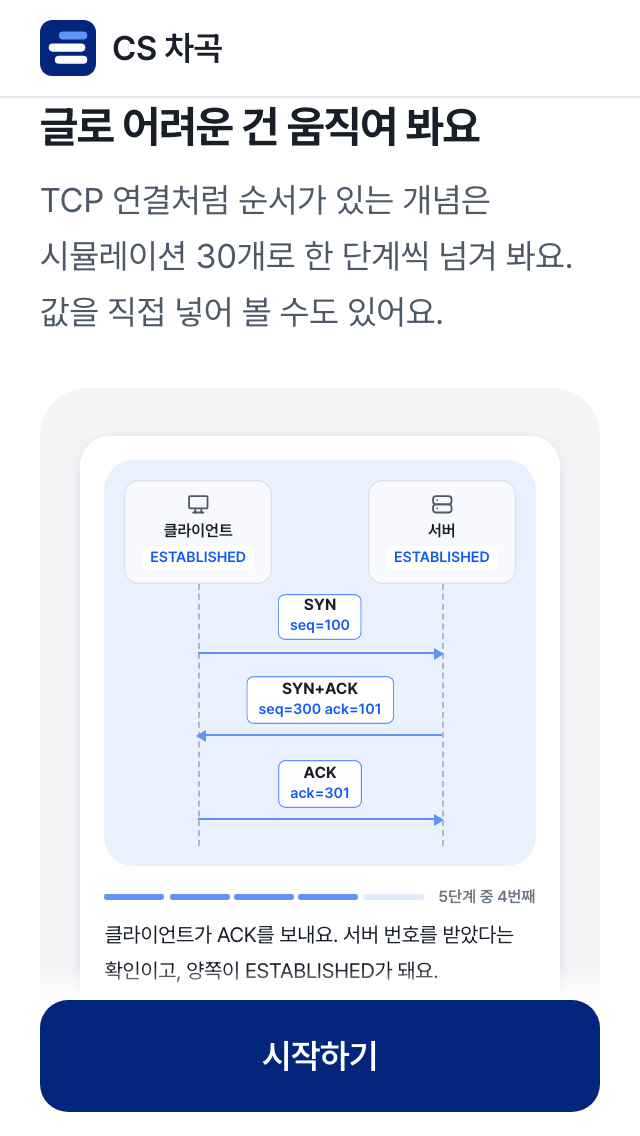 CS 차곡
글로 어려운 건 움직여 봐요
TCP 연결처럼 순서가 있는 개념은
시뮬레이션 30개로 한 단계씩 넘겨 봐요.
값을 직접 넣어 볼 수도 있어요.
클라이언트
ESTABLISHED
서버
ESTABLISHED
SYN
seq=100
SYN+ACK
seq=300 ack=101
ACK
ack=301
5단계 중 4번째
클라이언트가 ACK를 보내요. 서버 번호를 받았다는
확인이고, 양쪽이 ESTABLISHED가 돼요.
시작하기